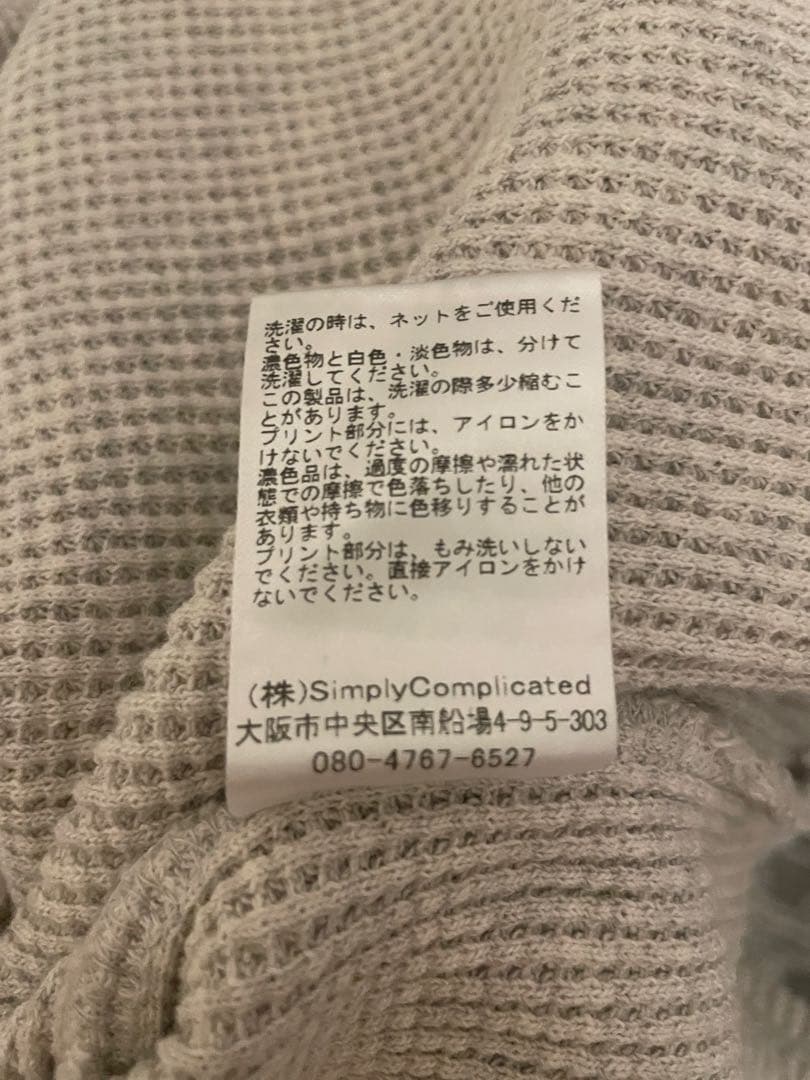 洗濯の時は、ネットをご使用くだ
さい。
濃色物と白色・淡色物は、分けて
洗濯してください。
この製品は、洗濯の際多少縮むこ
とがあります。
プリント部分には、アイロンをか
けないでください。
濃色品は、過度の摩擦や濡れた状
態での摩擦で色落ちしたり、他の
衣類や持ち物に色移りすることが
あります。
プリント部分は、もみ洗いしない
でください。直接アイロンをかけ
ないでください。
(株)SimplyComplicated
大阪市中央区南船場4-9-5-303
080-4767-6527